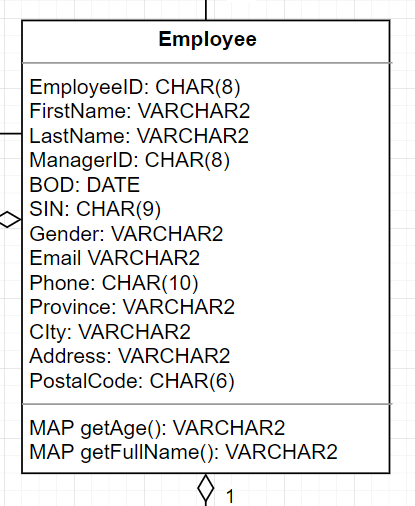 Employee
EmployeeID: CHAR(8)
FirstName: VARCHAR2
LastName: VARCHAR2
ManagerID: CHAR(8)
BOD: DATE
SIN: CHAR(9)
Gender: VARCHAR2
Email VARCHAR2
Phone: CHAR(10)
Province: VARCHAR2
CIty: VARCHAR2
Address: VARCHAR2
PostalCode: CHAR(6)
MAP getAge(): VARCHAR2
MAP getFullName(): VARCHAR2
1